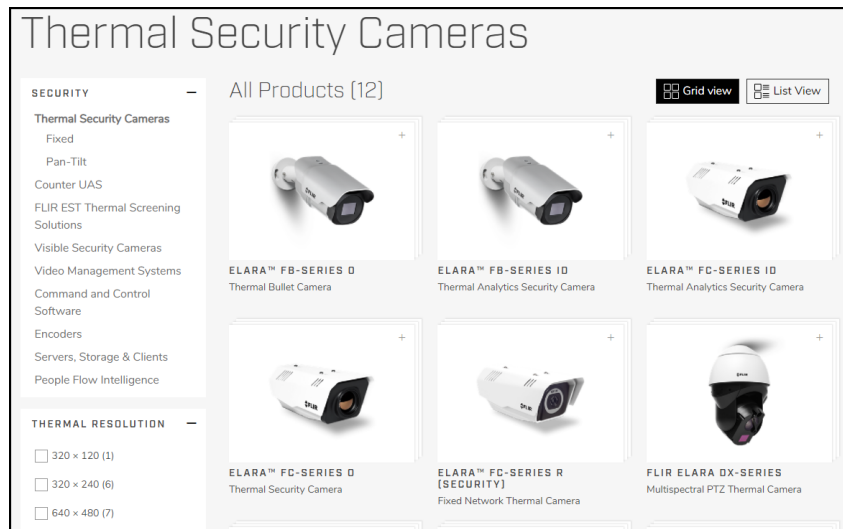 Thermal Security Cameras
SECURITY
Thermal Security Cameras
Fixed
Pan-Tilt
Counter UAS
FLIR EST Thermal Screening
Solutions
Visible Security Cameras
Video Management Systems
Command and Control
Software
Encoders
Servers, Storage & Clients
People Flow Intelligence
THERMAL RESOLUTION
320 × 120 (1)
320 × 240 (6)
640 × 480 (7)
All Products (12)
Grid view
List View
ELARA™ FB-SERIES O
Thermal Bullet Camera
ELARA™ FB-SERIES ID
Thermal Analytics Security Camera
ELARA™ FC-SERIES ID
Thermal Analytics Security Camera
ELARA™ FC-SERIES O
Thermal Security Camera
ELARA™ FC-SERIES R
(SECURITY)
Fixed Network Thermal Camera
FLIR ELARA DX-SERIES
Multispectral PTZ Thermal Camera